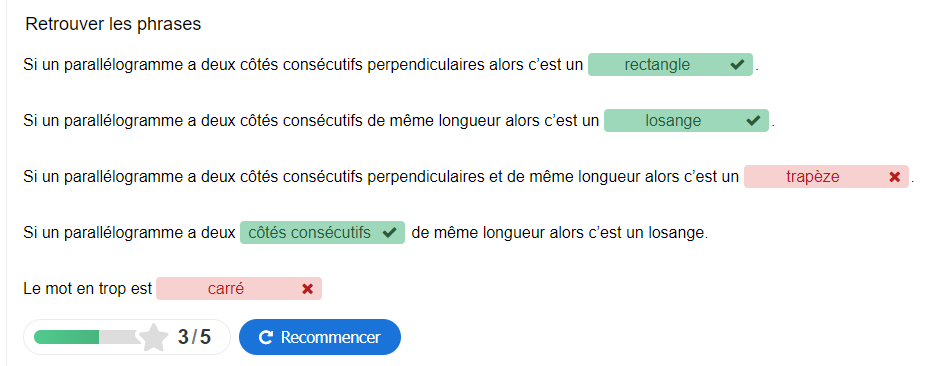 Retrouver les phrases
Si un parallélogramme a deux côtés consécutifs perpendiculaires alors c’est un rectangle ✔.
Si un parallélogramme a deux côtés consécutifs de même longueur alors c’est un losange ✔.
Si un parallélogramme a deux côtés consécutifs perpendiculaires et de même longueur alors c’est un trapèze ✖.
Si un parallélogramme a deux côtés consécutifs ✔ de même longueur alors c’est un losange.
Le mot en trop est carré ✖
3/5 Recommencer